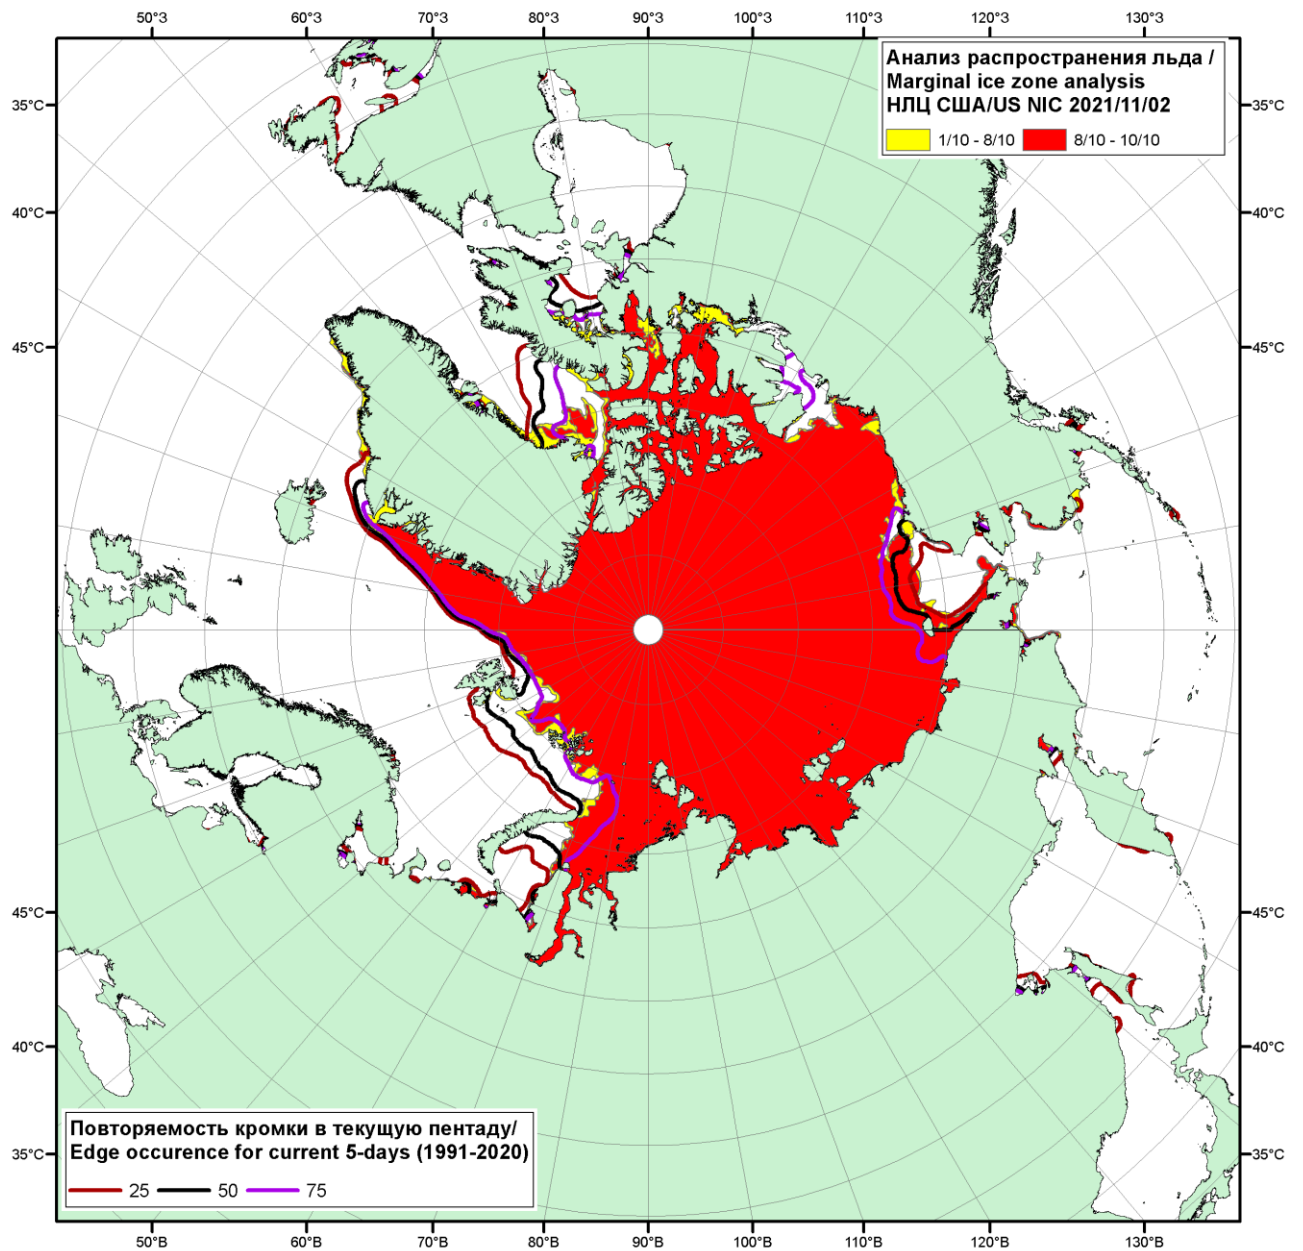 50°З 60°З 70°З 80°З 90°З 100°З 110°З 120°З 130°З
Анализ распространения льда /
Marginal ice zone analysis
НЛЦ США/US NIC 2021/11/02
1/10 - 8/10 8/10 - 10/10
35°С 35°С
40°С 40°С
45°С 45°С
45°С 45°С
40°С 40°С
Повторяемость кромки в текущую пентаду/
Edge occurence for current 5-days (1991-2020)
35°С 35°С
25 50 75
50°В 60°В 70°В 80°В 90°В 100°В 110°В 120°В 130°В